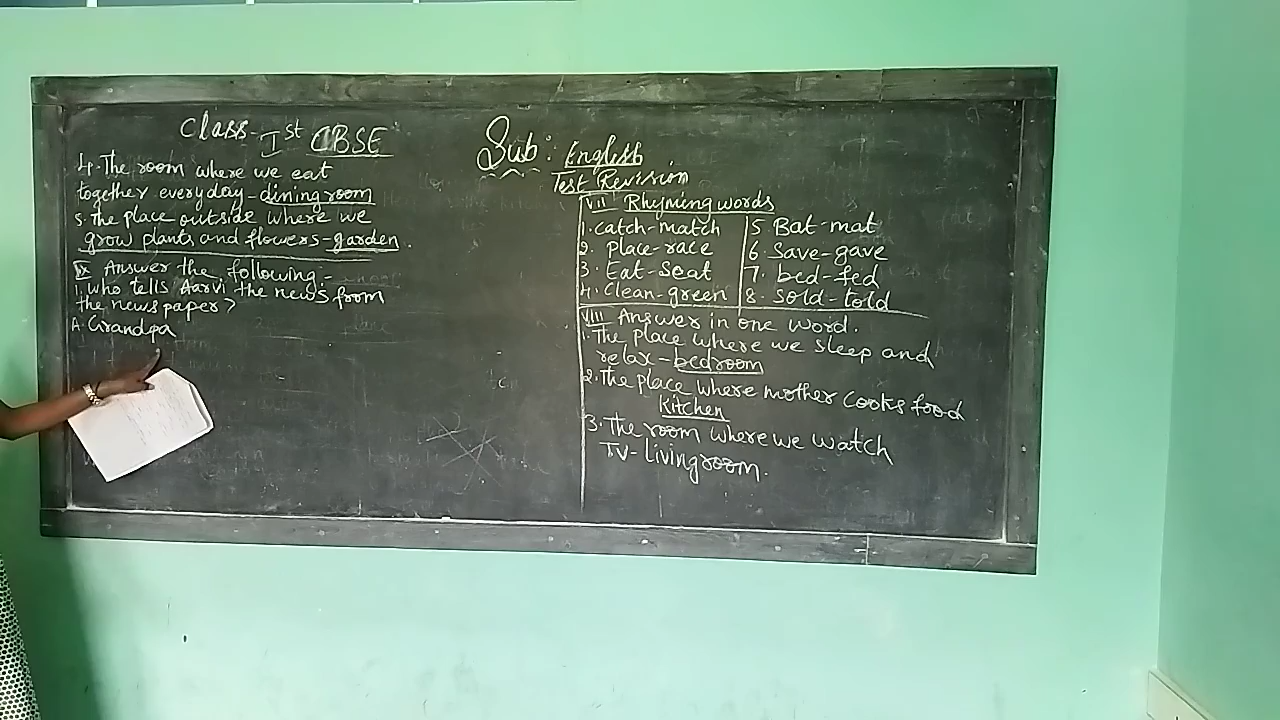 Class- Ist CBSE
Sub: English
Test Revision
VII Rhyming words
1. catch-match
2. place-race
3. Eat-Seat
4. Clean-green
5 Bat-mat
6. Save-gave
7. bed-fed
8. Sold-told
VIII Answer in one word.
1. The place where we sleep and
relax-bedroom
2. The place where mother cooks food
Kitchen
3. The room where we watch
TV-Livingroom.
4. The room where we eat
together everyday-diningroom
5. The place outside where we
grow plants and flowers-garden.
IX Answer the following:-
1. who tells Aarvi the news from
the news paper?
A. Grandpa